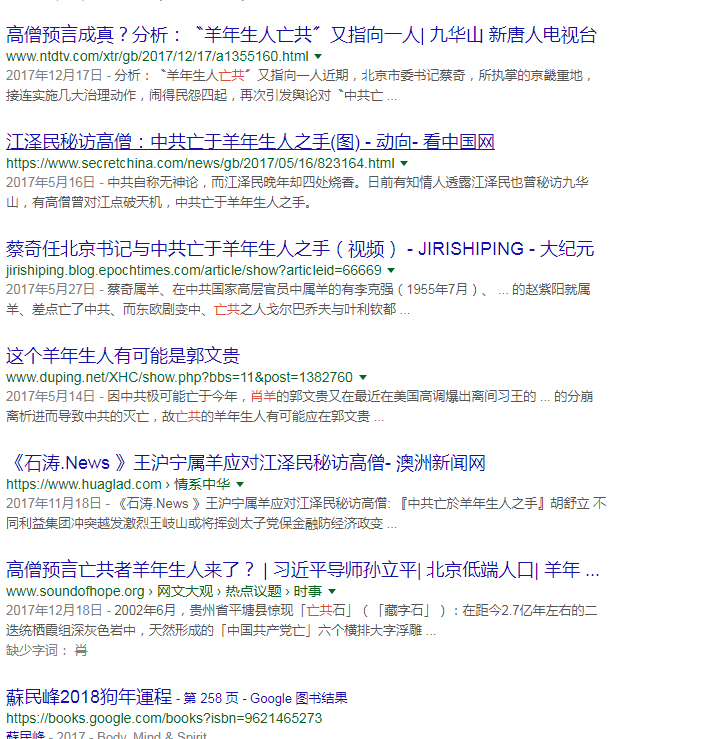 高僧预言成真？分析：〝羊年生人亡共〞又指向一人| 九华山 新唐人电视台
www.ntdtv.com/xtr/gb/2017/12/17/a1355160.html
2017年12月17日 - 分析：〝羊年生人亡共〞又指向一人近期，北京市委书记蔡奇，所执掌的京畿重地，
接连实施几大治理动作，闹得民怨四起，再次引发舆论对〝中共亡 ...
江泽民秘访高僧：中共亡于羊年生人之手(图) - 动向- 看中国网
https://www.secretchina.com/news/gb/2017/05/16/823164.html
2017年5月16日 - 中共自称无神论，而江泽民晚年却四处烧香。日前有知情人透露江泽民也曾秘访九华
山，有高僧曾对江点破天机，中共亡于羊年生人之手。
蔡奇任北京书记与中共亡于羊年生人之手（视频） - JIRISHIPING - 大纪元
jirishiping.blog.epochtimes.com/article/show?articleid=66669
2017年5月27日 - 蔡奇属羊、在中共国家高层官员中属羊的有李克强（1955年7月）、 ... 的赵紫阳就属
羊、差点亡了中共、而东欧剧变中、亡共之人戈尔巴乔夫与叶利钦都 ...
这个羊年生人有可能是郭文贵
www.duping.net/XHC/show.php?bbs=11&post=1382760
2017年5月14日 - 因中共极可能亡于今年，肖羊的郭文贵又在最近在美国高调爆出离间习王的 ... 的分崩
离析进而导致中共的灭亡，故亡共的羊年生人有可能应在郭文贵 ...
《石涛.News 》王沪宁属羊应对江泽民秘访高僧- 澳洲新闻网
https://www.huaglad.com › 情系中华
2017年11月18日 - 《石涛.News 》王沪宁属羊应对江泽民秘访高僧: 『中共亡於羊年生人之手』胡舒立 不
同利益集团冲突越发激烈王岐山或将挥剑太子党保金融防经济政变 ...
高僧预言亡共者羊年生人来了？ | 习近平导师孙立平| 北京低端人口| 羊年 ...
www.soundofhope.org › 网文大观 › 热点议题 › 时事
2017年12月18日 - 2002年6月，贵州省平塘县惊现「亡共石」（「藏字石」）：在距今2.7亿年左右的二
迭统栖霞组深灰色岩中，天然形成的「中国共产党亡」六个横排大字浮雕 ...
缺少字词： 肖
蘇民峰2018狗年運程 - 第 258 页 - Google 图书结果
https://books.google.com/books?isbn=9621465273
蘇民峰 - 2017 - Body, Mind & Spirit